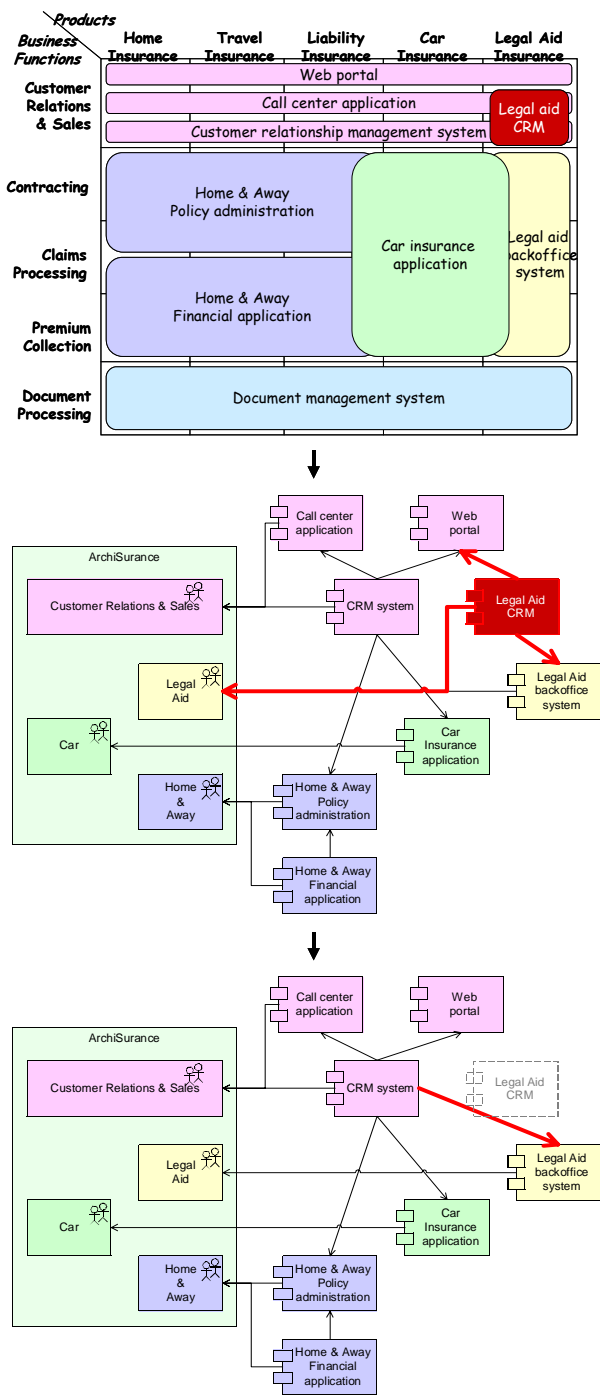 Products
Business
Functions
Home
Insurance
Travel
Insurance
Liability
Insurance
Car
Insurance
Legal Aid
Insurance
Customer
Relations
& Sales
Web portal
Call center application
Customer relationship management system
Legal aid
CRM
Contracting
Home & Away
Policy administration
Car insurance
application
Legal aid
backoffice
system
Claims
Processing
Home & Away
Financial application
Premium
Collection
Document
Processing
Document management system
Call center
application
Web
portal
ArchiSurance
Customer Relations & Sales
CRM system
Legal Aid
CRM
Legal
Aid
Legal Aid
backoffice
system
Car
Car
Insurance
application
Home
&
Away
Home & Away
Policy
administration
Home & Away
Financial
application
Call center
application
Web
portal
ArchiSurance
Customer Relations & Sales
CRM system
Legal Aid
CRM
Legal
Aid
Legal Aid
backoffice
system
Car
Car
Insurance
application
Home
&
Away
Home & Away
Policy
administration
Home & Away
Financial
application